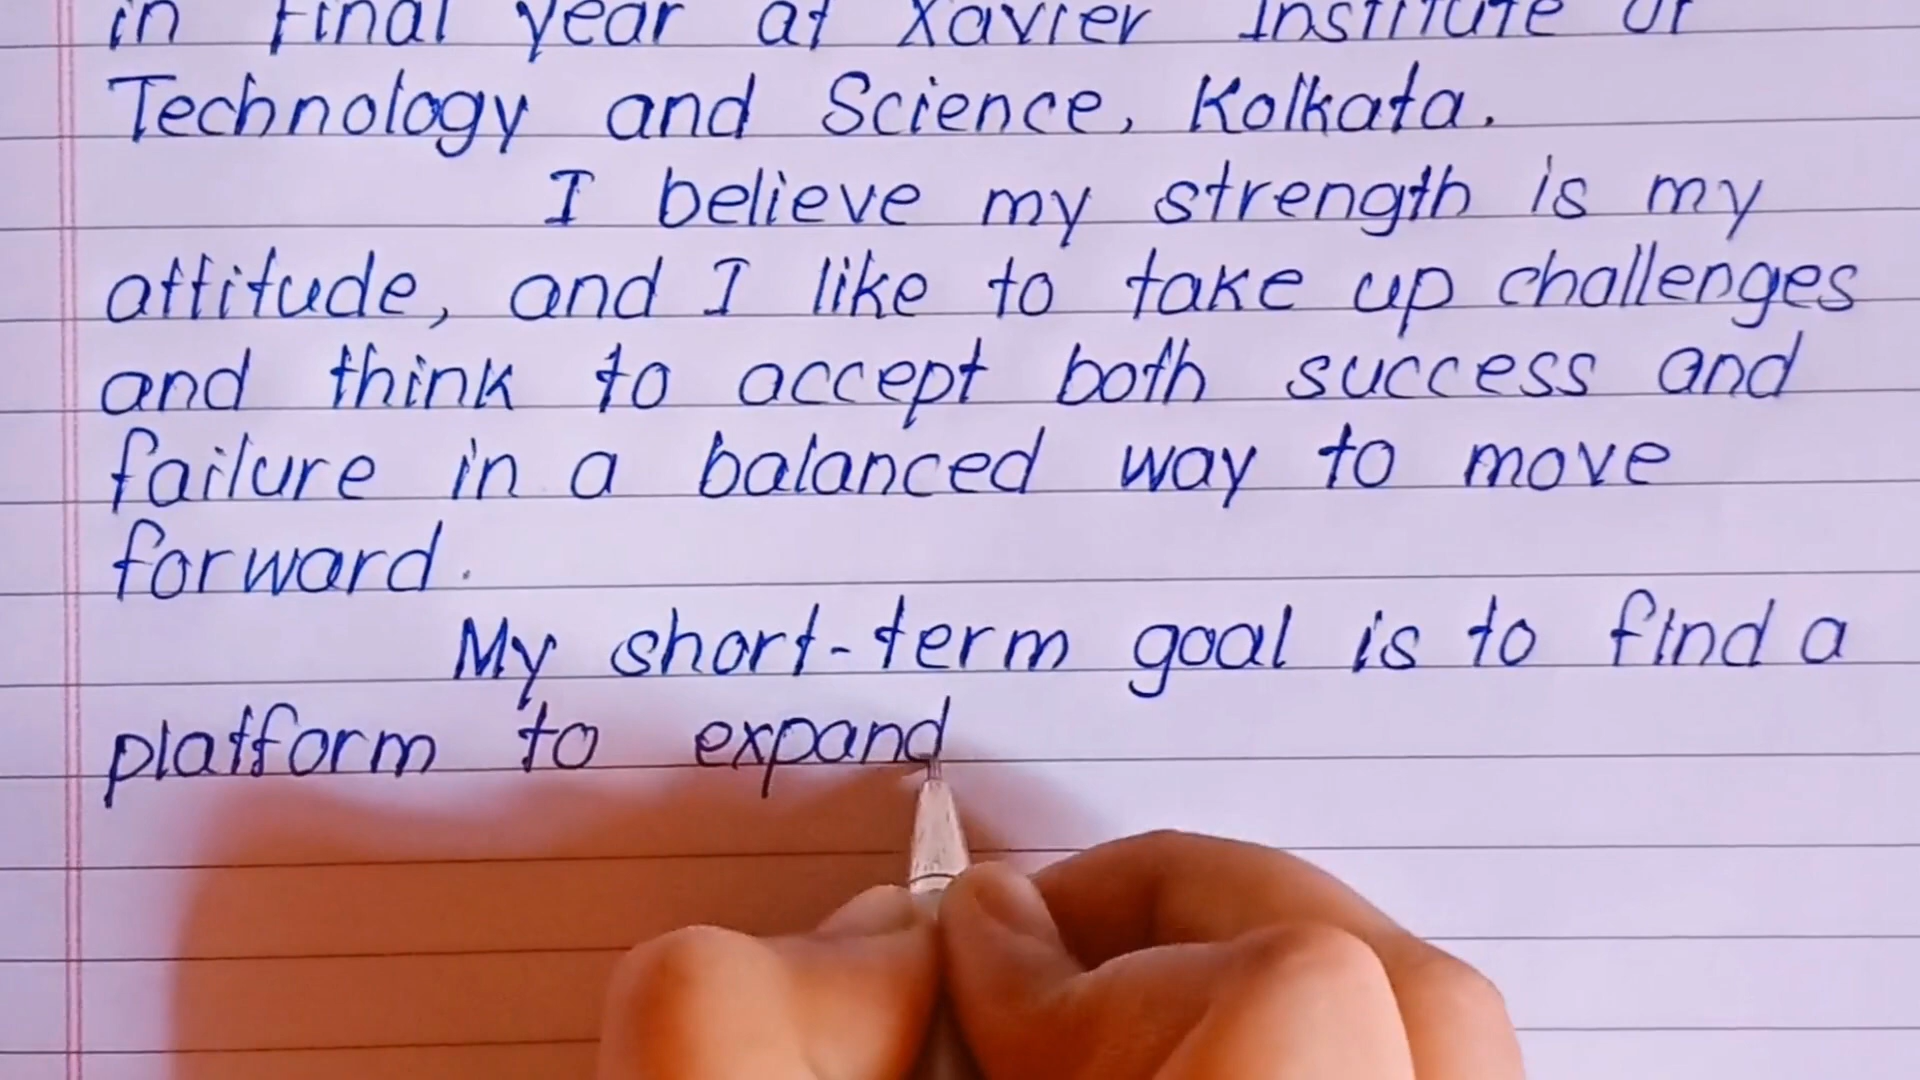 in final year at Xavier Institute of
Technology and Science, Kolkata.
I believe my strength is my
attitude, and I like to take up challenges
and think to accept both success and
failure in a balanced way to move
forward.
My short-term goal is to find a
platform to expand